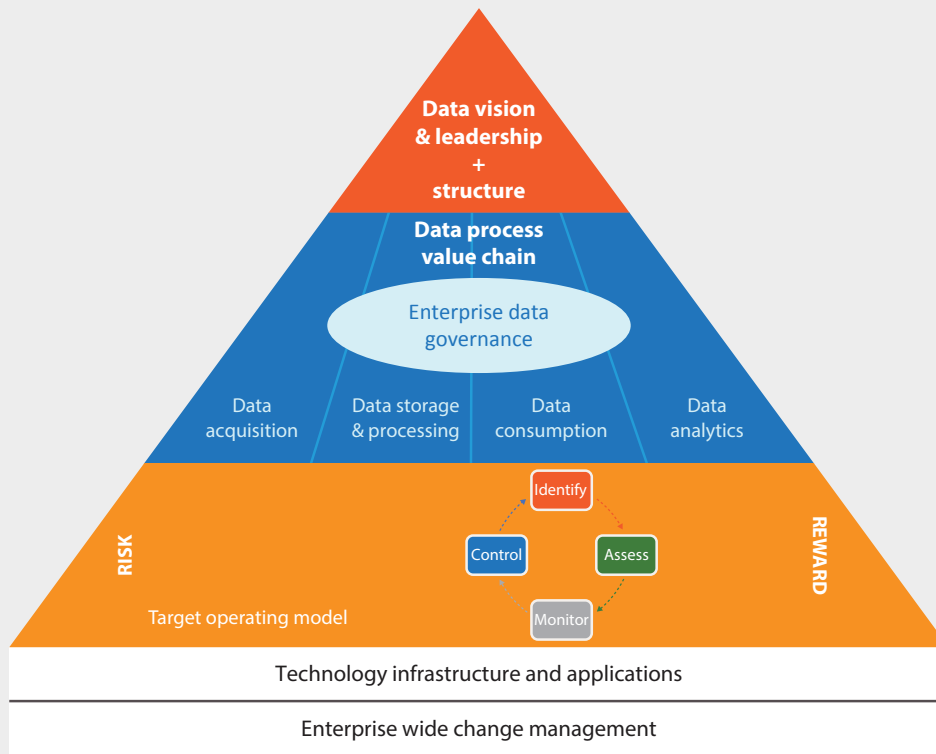 Data vision
& leadership
+
structure
Data process
value chain
Enterprise data
governance
Data
acquisition
Data storage
& processing
Data
consumption
Data
analytics
RISK
Identify
Control
Assess
Monitor
REWARD
Target operating model
Technology infrastructure and applications
Enterprise wide change management